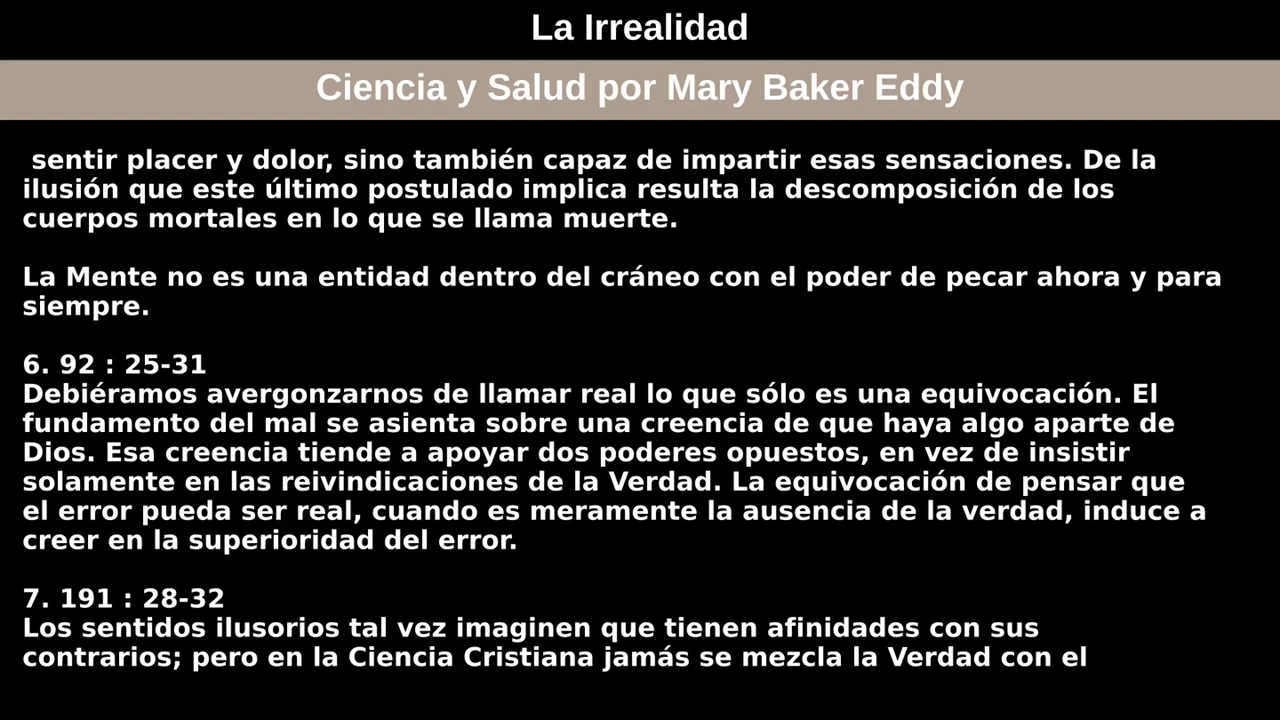 La Irrealidad
Ciencia y Salud por Mary Baker Eddy
sentir placer y dolor, sino también capaz de impartir esas sensaciones. De la
ilusión que este último postulado implica resulta la descomposición de los
cuerpos mortales en lo que se llama muerte.
La Mente no es una entidad dentro del cráneo con el poder de pecar ahora y para
siempre.
6. 92 : 25-31
Debiéramos avergonzarnos de llamar real lo que sólo es una equivocación. El
fundamento del mal se asienta sobre una creencia de que haya algo aparte de
Dios. Esa creencia tiende a apoyar dos poderes opuestos, en vez de insistir
solamente en las reivindicaciones de la Verdad. La equivocación de pensar que
el error pueda ser real, cuando es meramente la ausencia de la verdad, induce a
creer en la superioridad del error.
7. 191 : 28-32
Los sentidos ilusorios tal vez imaginen que tienen afinidades con sus
contrarios; pero en la Ciencia Cristiana jamás se mezcla la Verdad con el